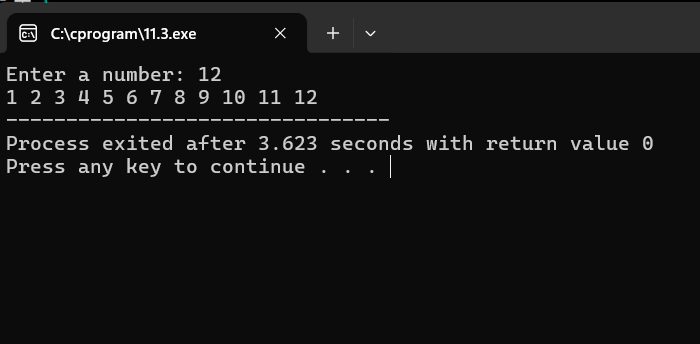 C:\cprogram\11.3.exe
Enter a number: 12
1 2 3 4 5 6 7 8 9 10 11 12
--------------------------------
Process exited after 3.623 seconds with return value 0
Press any key to continue . . .